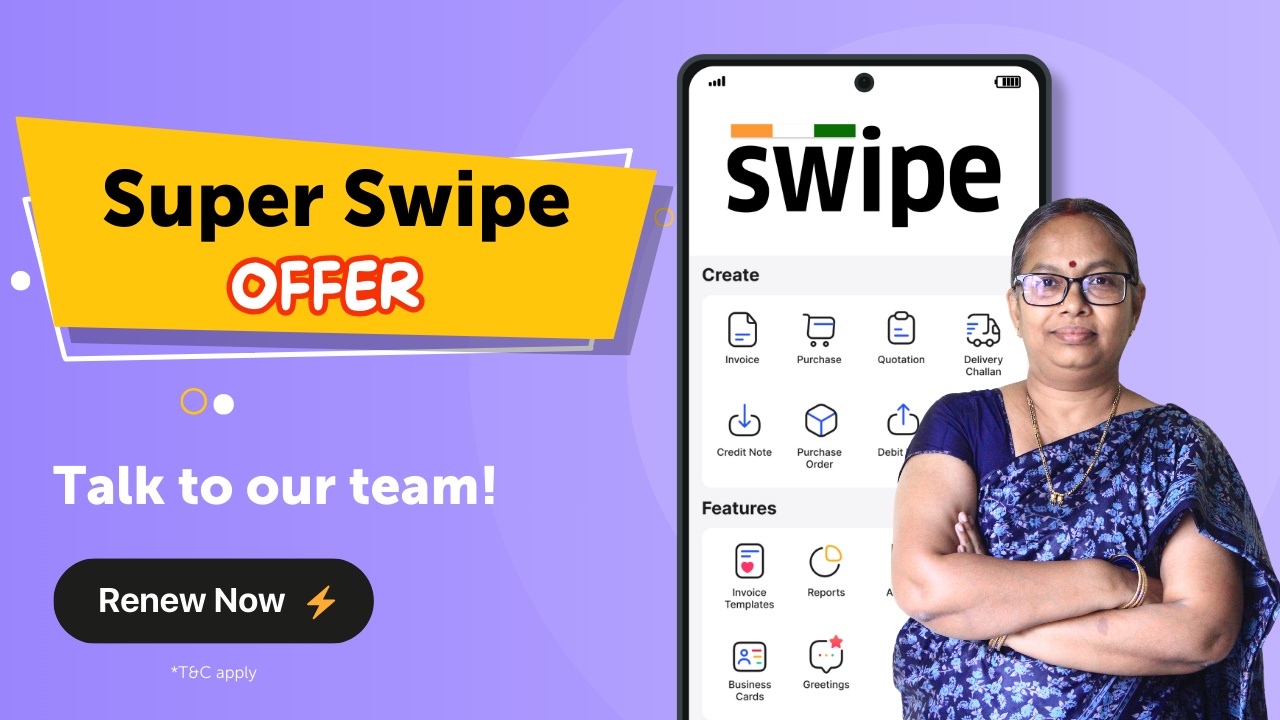 Super Swipe
OFFER
Talk to our team!
Renew Now
*T&C apply
swipe
Create
Invoice
Purchase
Quotation
Delivery
Challan
Credit Note
Purchase
Order
Debit
Features
Invoice
Templates
Reports
Business
Cards
Greetings